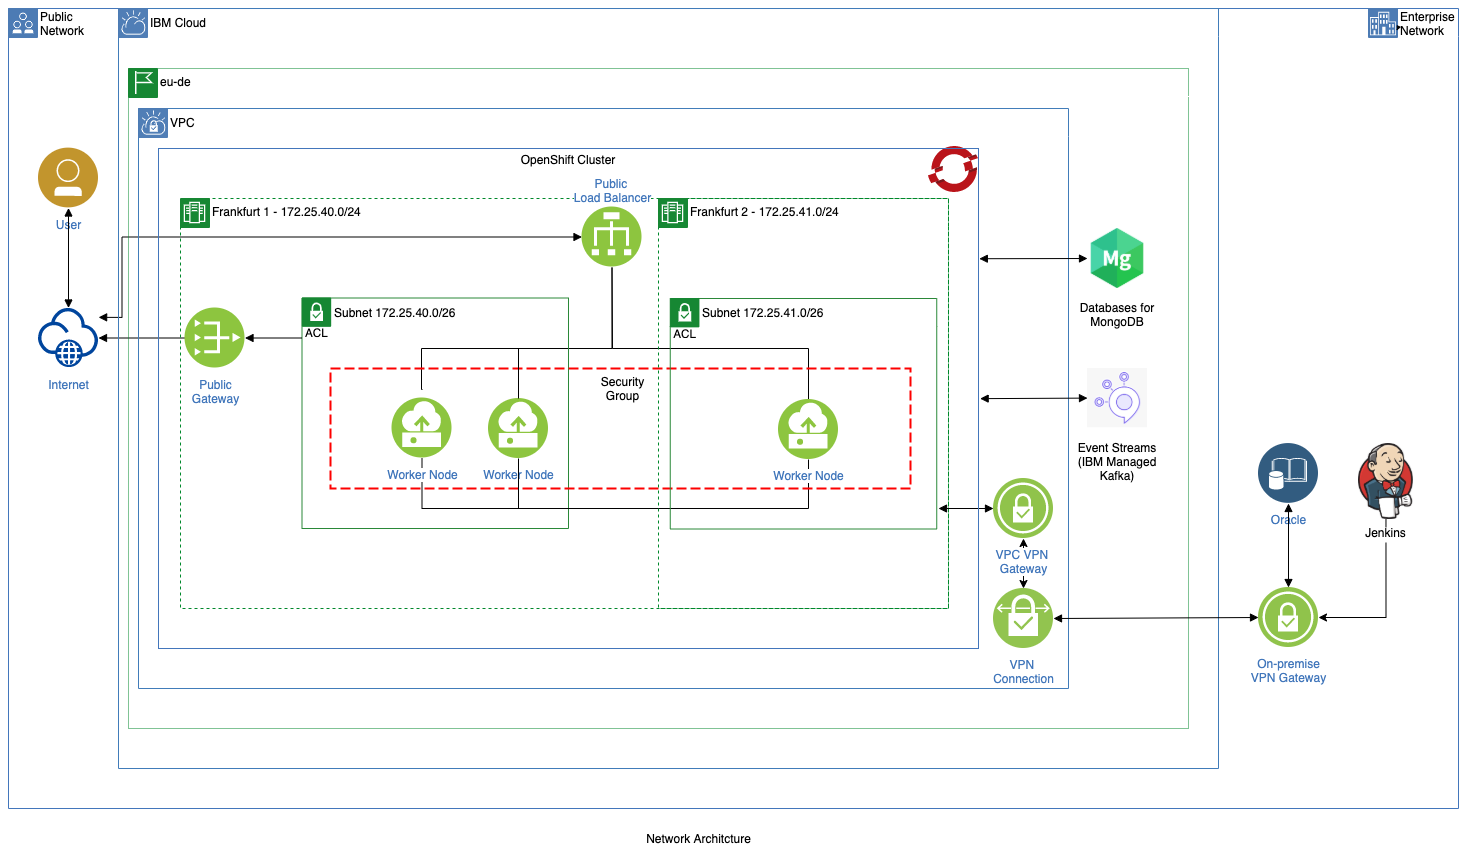 Public
Network
IBM Cloud
Enterprise
Network
eu-de
VPC
OpenShift Cluster
Public
Load Balancer
Frankfurt 1 - 172.25.40.0/24
Frankfurt 2 - 172.25.41.0/24
User
Mg
Databases for
MongoDB
Subnet 172.25.40.0/26
ACL
Subnet 172.25.41.0/26
ACL
Internet
Public
Gateway
Security
Group
Worker Node
Worker Node
Worker Node
Event Streams
(IBM Managed
Kafka)
Oracle
Jenkins
VPC VPN
Gateway
VPN
Connection
On-premise
VPN Gateway
Network Architcture